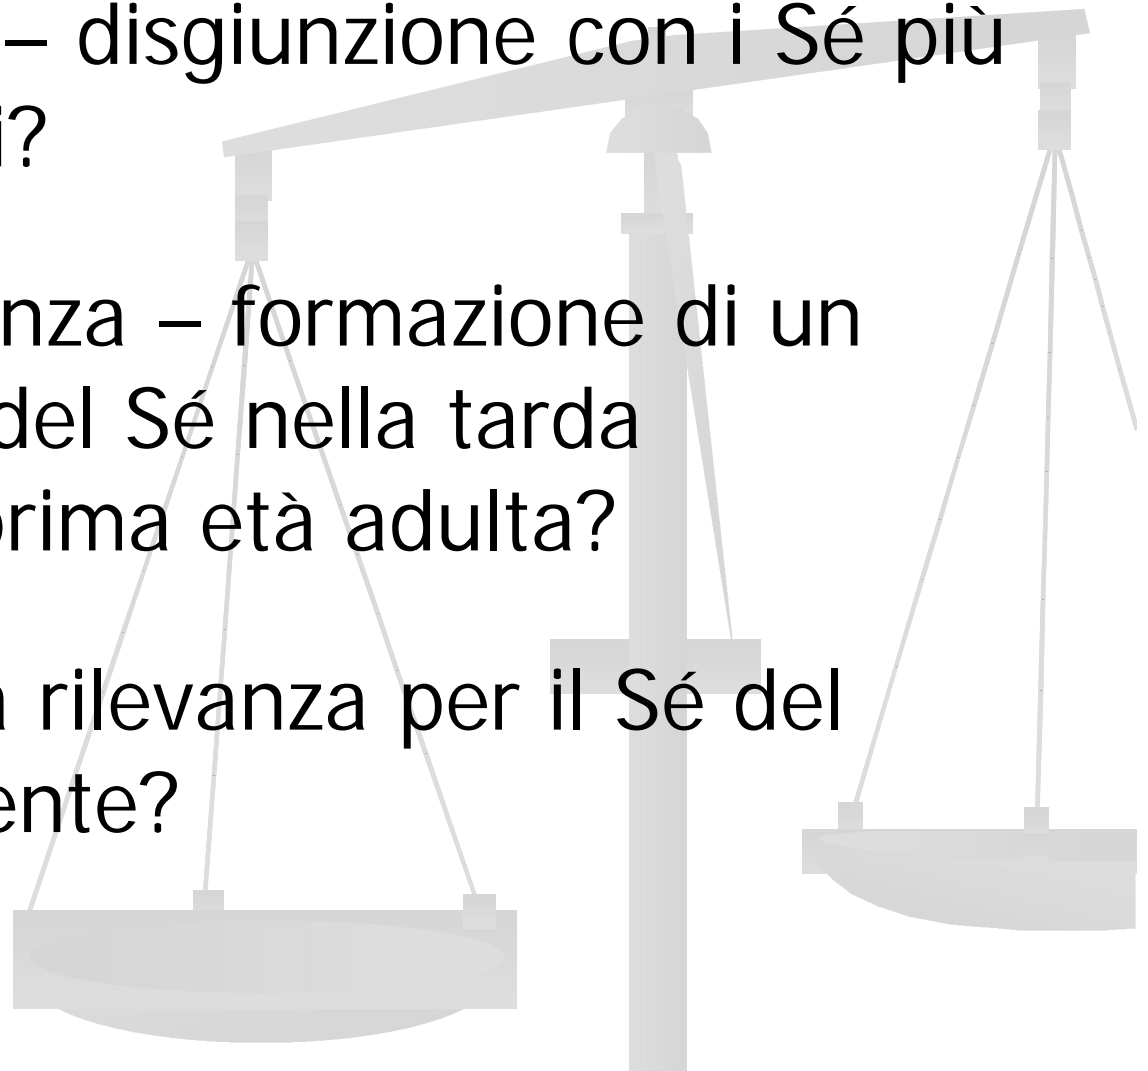 – disgiunzione con i Sé più
i?
nza – formazione di un
del Sé nella tarda
prima età adulta?
rilevanza per il Sé del
ente?